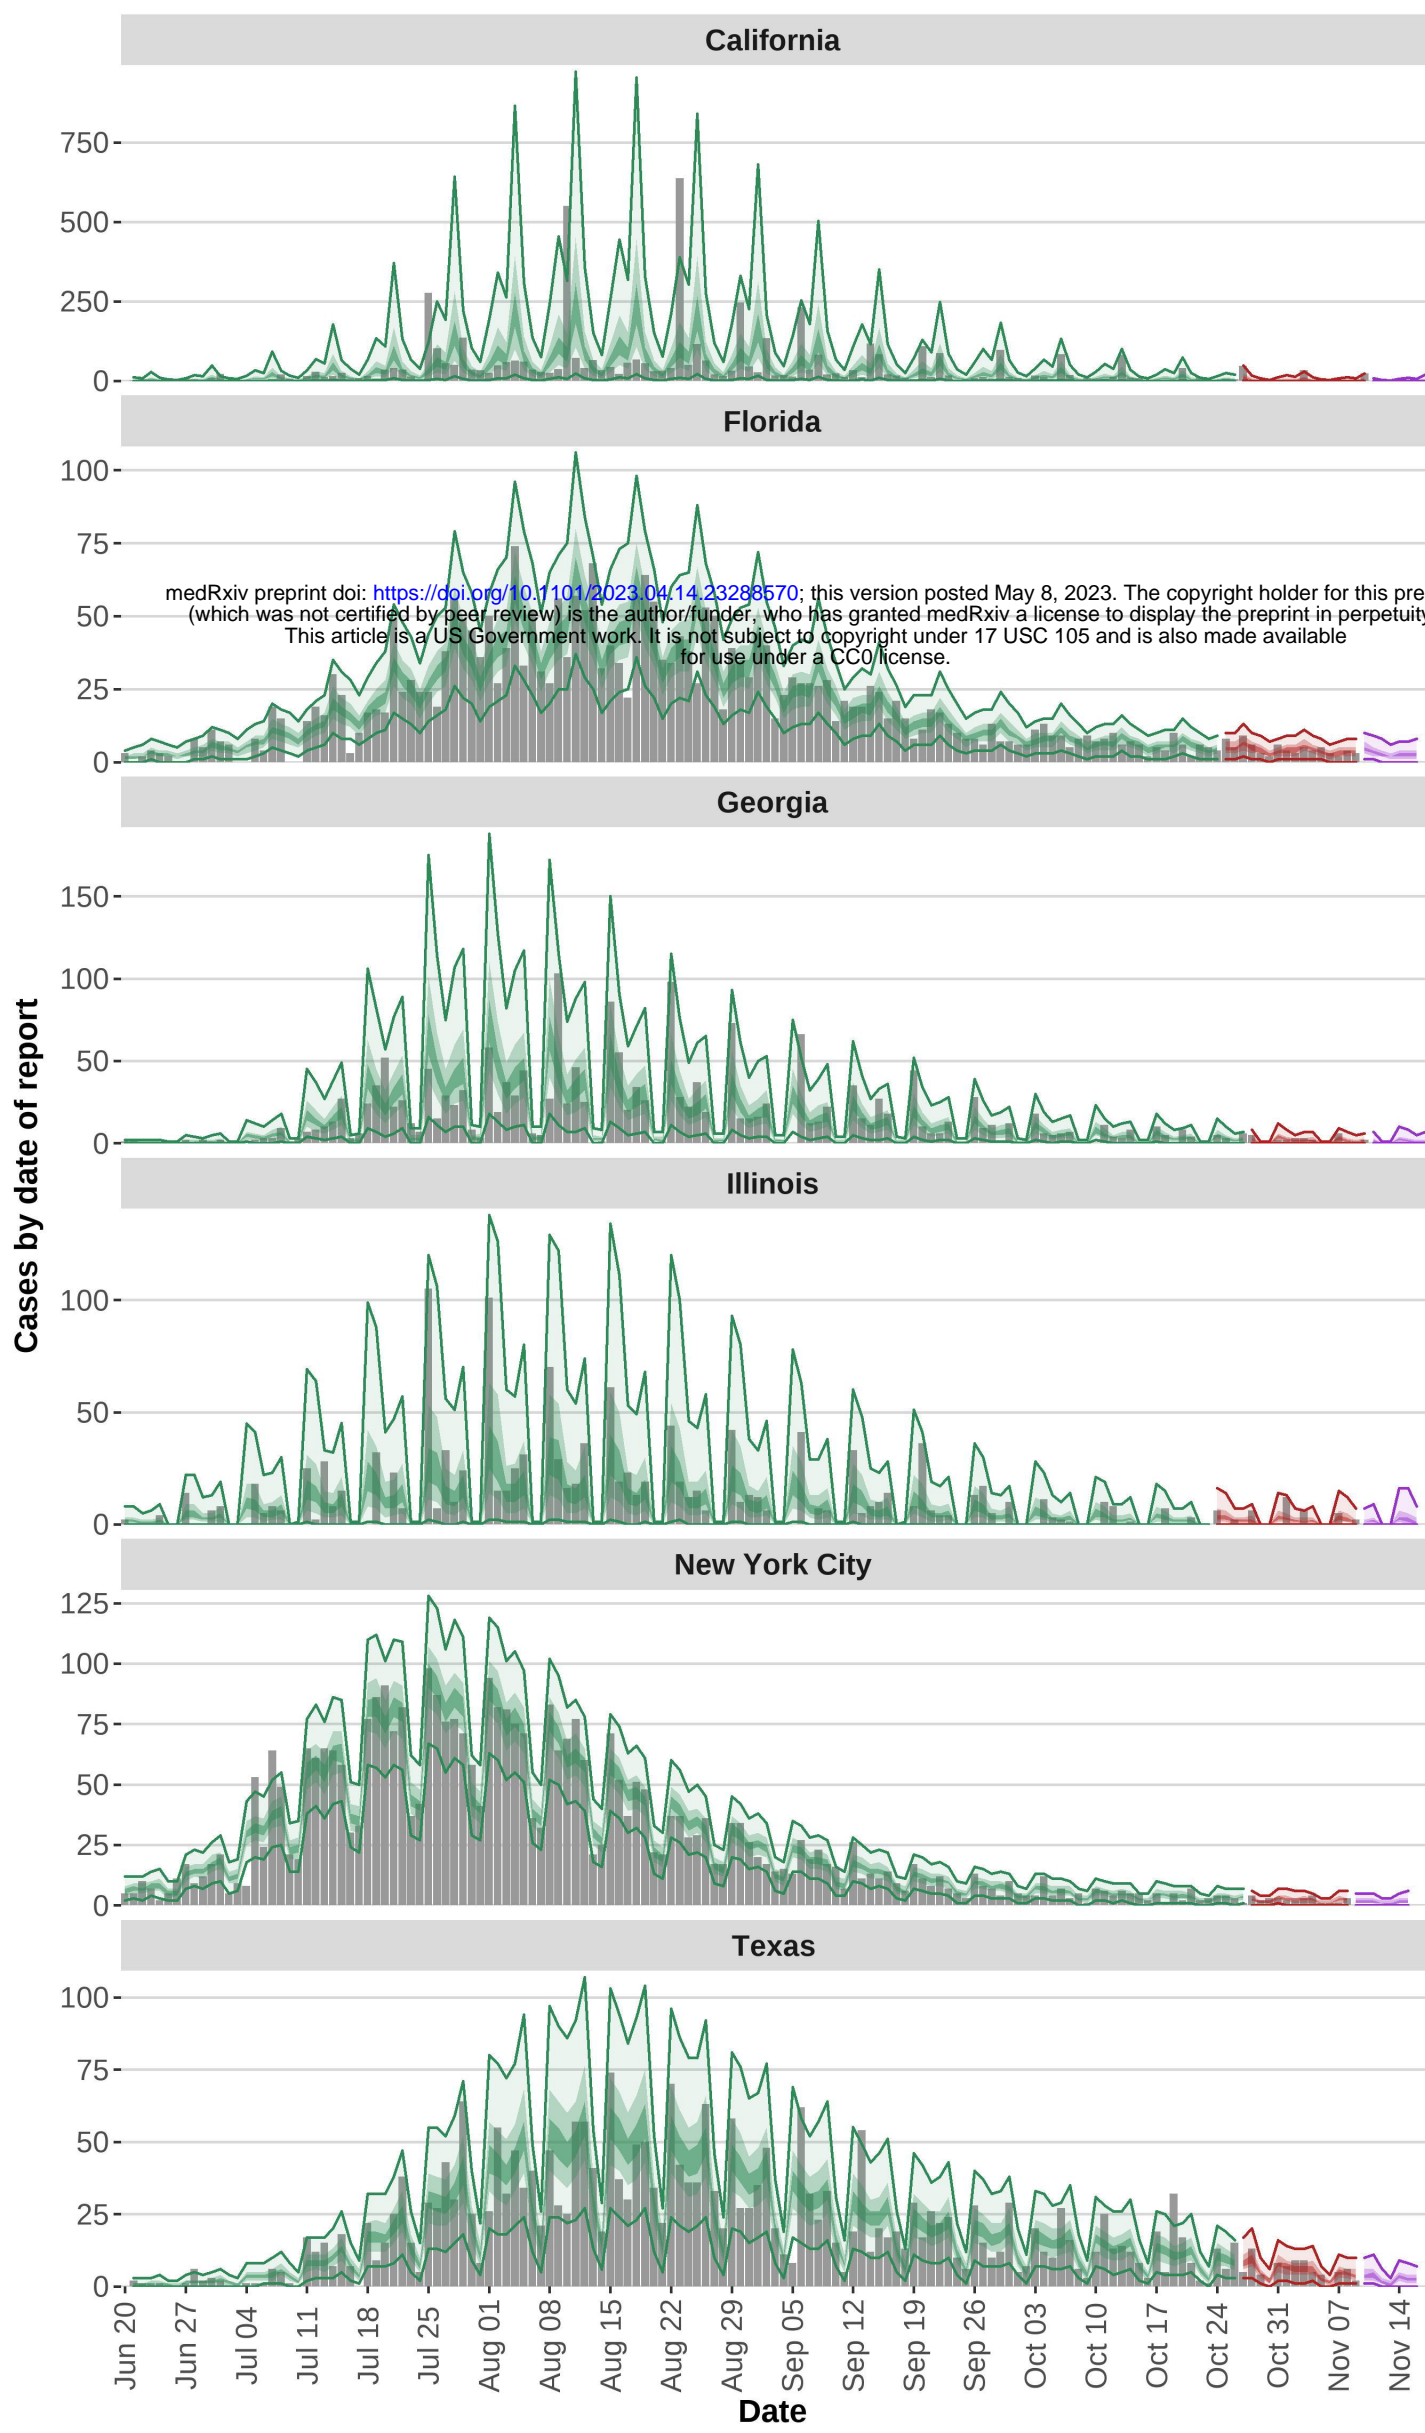 California
750
500
250
0
Florida
100
75
50
25
0
medRxiv preprint doi: https://doi.org/10.1101/2023.04.14.23288570; this version posted May 8, 2023. The copyright holder for this pre
(which was not certified by peer review) is the author/funder, who has granted medRxiv a license to display the preprint in perpetuity
This article is a US Government work. It is not subject to copyright under 17 USC 105 and is also made available
for use under a CC0 license.
Georgia
150
100
50
0
Illinois
100
50
0
New York City
125
100
75
50
25
0
Texas
100
75
50
25
0
Cases by date of report
Jun 20
Jun 27
Jul 04
Jul 11
Jul 18
Jul 25
Aug 01
Aug 08
Aug 15
Aug 22
Aug 29
Sep 05
Sep 12
Sep 19
Sep 26
Oct 03
Oct 10
Oct 17
Oct 24
Oct 31
Nov 07
Nov 14
Date